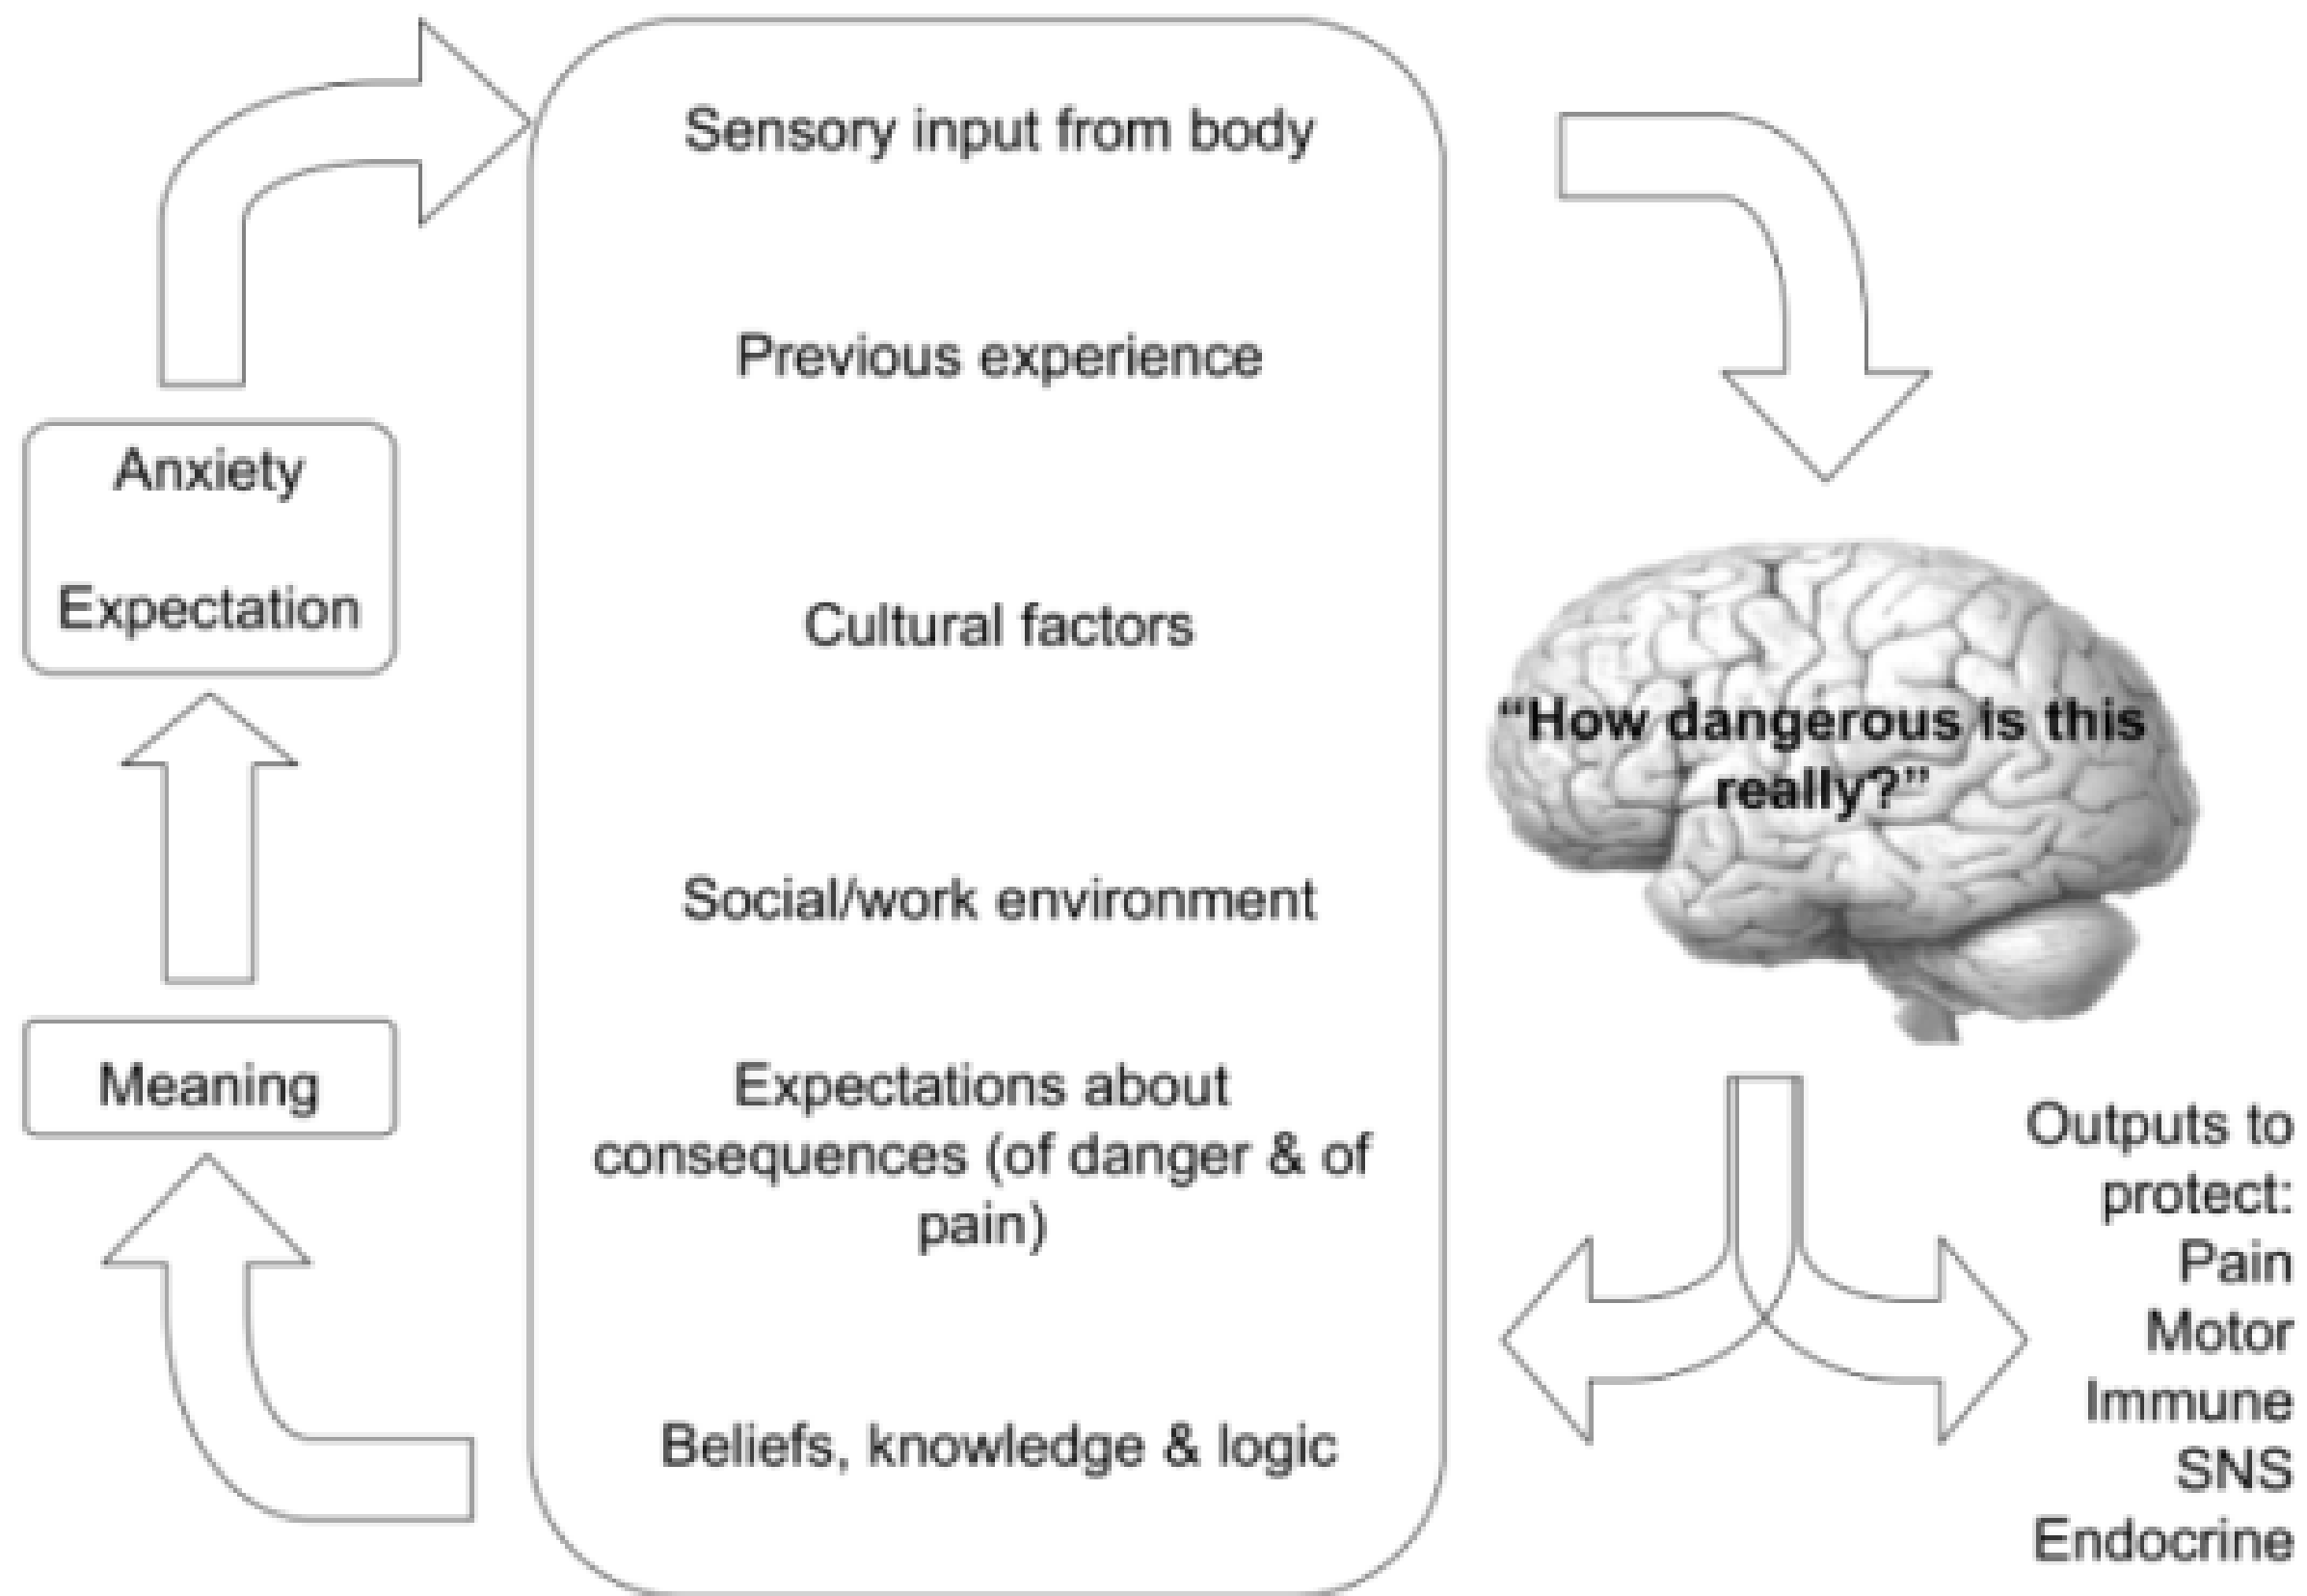 Sensory input from body
Previous experience
Cultural factors
Social/work environment
Expectations about
consequences (of danger & of
pain)
Beliefs, knowledge & logic
Meaning
Anxiety
Expectation
“How dangerous is this
really?”
Outputs to
protect:
Pain
Motor
Immune
SNS
Endocrine